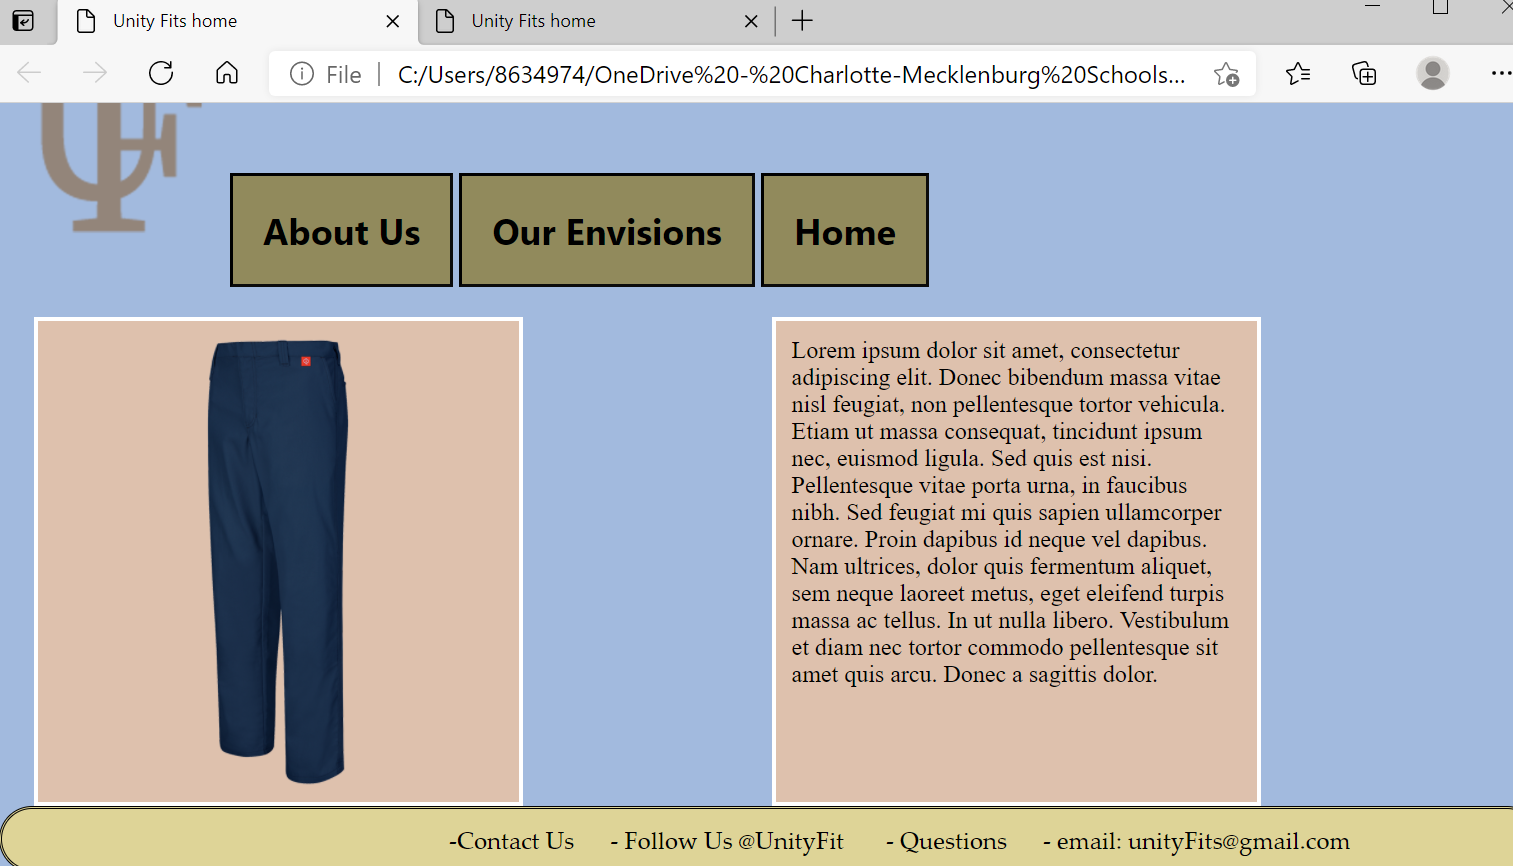 Unity Fits home
Unity Fits home
File
C:/Users/8634974/OneDrive%20-%20Charlotte-Mecklenburg%20Schools...
UF
About Us
Our Envisions
Home
Lorem ipsum dolor sit amet, consectetur
adipiscing elit. Donec bibendum massa vitae
nisl feugiat, non pellentesque tortor vehicula.
Etiam ut massa consequat, tincidunt ipsum
nec, euismod ligula. Sed quis est nisi.
Pellentesque vitae porta urna, in faucibus
nibh. Sed feugiat mi quis sapien ullamcorper
ornare. Proin dapibus id neque vel dapibus.
Nam ultrices, dolor quis fermentum aliquet,
sem neque laoreet metus, eget eleifend turpis
massa ac tellus. In ut nulla libero. Vestibulum
et diam nec tortor commodo pellentesque sit
amet quis arcu. Donec a sagittis dolor.
-Contact Us - Follow Us @UnityFit - Questions - email: unityFits@gmail.com